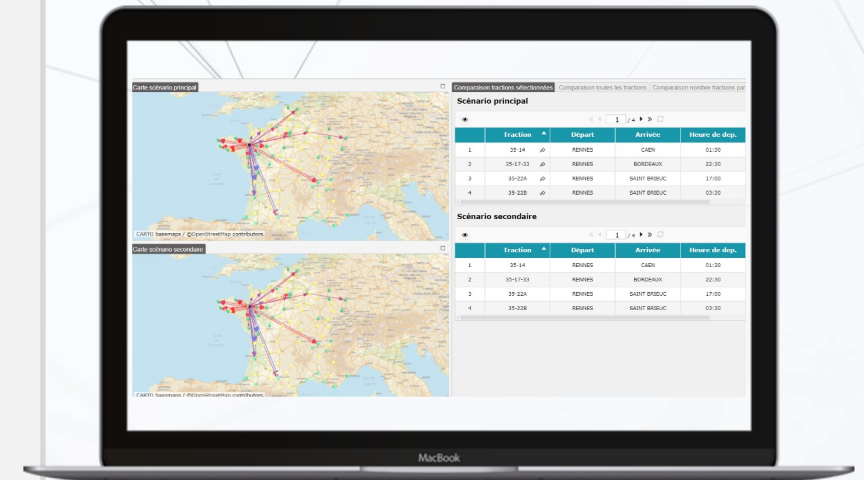 Carte scénario principal
CARTO basemaps / ©OpenStreetMap contributors
Carte scénario secondaire
CARTO basemaps / ©OpenStreetMap contributors
Comparaison tractions sélectionnées Comparaison toutes les tractions Comparaison nombre tractions par
Scénario principal
1 / 4
Traction Départ Arrivée Heure de dep.
1 35-14 RENNES CAEN 01:30
2 35-17-33 RENNES BORDEAUX 22:30
3 35-22A RENNES SAINT BRIEUC 17:00
4 35-22B RENNES SAINT BRIEUC 03:30
Scénario secondaire
1 / 4
Traction Départ Arrivée Heure de dep.
1 35-14 RENNES CAEN 01:30
2 35-17-33 RENNES BORDEAUX 22:30
3 35-22A RENNES SAINT BRIEUC 17:00
4 35-22B RENNES SAINT BRIEUC 03:30
MacBook